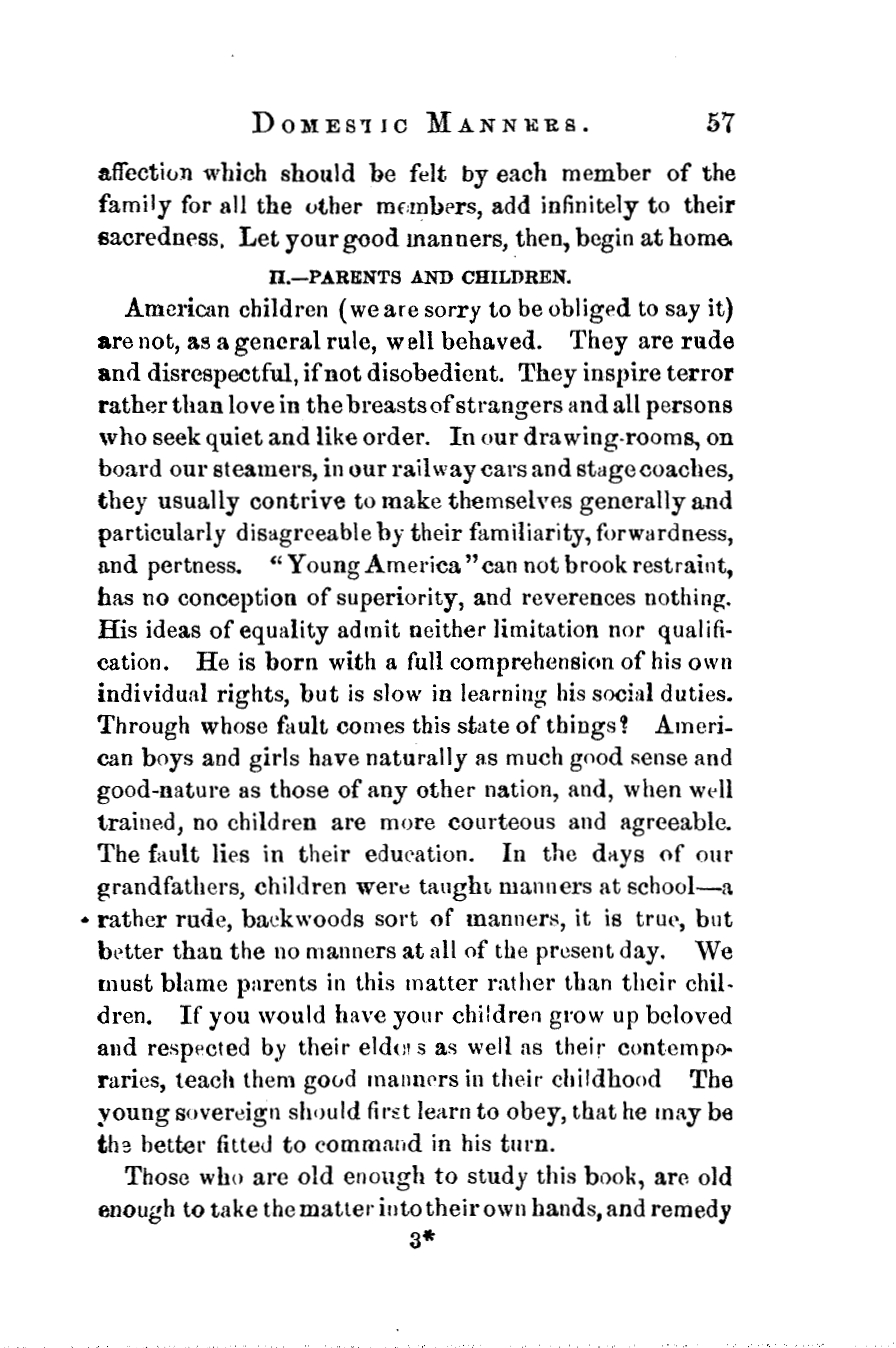 Domestic Manners. 57
affection which should be felt by each member of the
family for all the other members, add infinitely to their
sacredness. Let your good manners, then, begin at home.
II.—PARENTS AND CHILDREN.
American children (we are sorry to be obliged to say it)
are not, as a general rule, well behaved. They are rude
and disrespectful, if not disobedient. They inspire terror
rather than love in the breasts of strangers and all persons
who seek quiet and like order. In our drawing-rooms, on
board our steamers, in our railway cars and stage coaches,
they usually contrive to make themselves generally and
particularly disagreeable by their familiarity, forwardness,
and pertness. “Young America” can not brook restraint,
has no conception of superiority, and reverences nothing.
His ideas of equality admit neither limitation nor qualifi-
cation. He is born with a full comprehension of his own
individual rights, but is slow in learning his social duties.
Through whose fault comes this state of things? Ameri-
can boys and girls have naturally as much good sense and
good-nature as those of any other nation, and, when well
trained, no children are more courteous and agreeable.
The fault lies in their education. In the days of our
grandfathers, children were taught manners at school—a
rather rude, backwoods sort of manners, it is true, but
better than the no manners at all of the present day. We
must blame parents in this matter rather than their chil-
dren. If you would have your children grow up beloved
and respected by their elders as well as their contempo-
raries, teach them good manners in their childhood The
young sovereign should first learn to obey, that he may be
the better fitted to command in his turn.
Those who are old enough to study this book, are old
enough to take the matter into their own hands, and remedy
3*